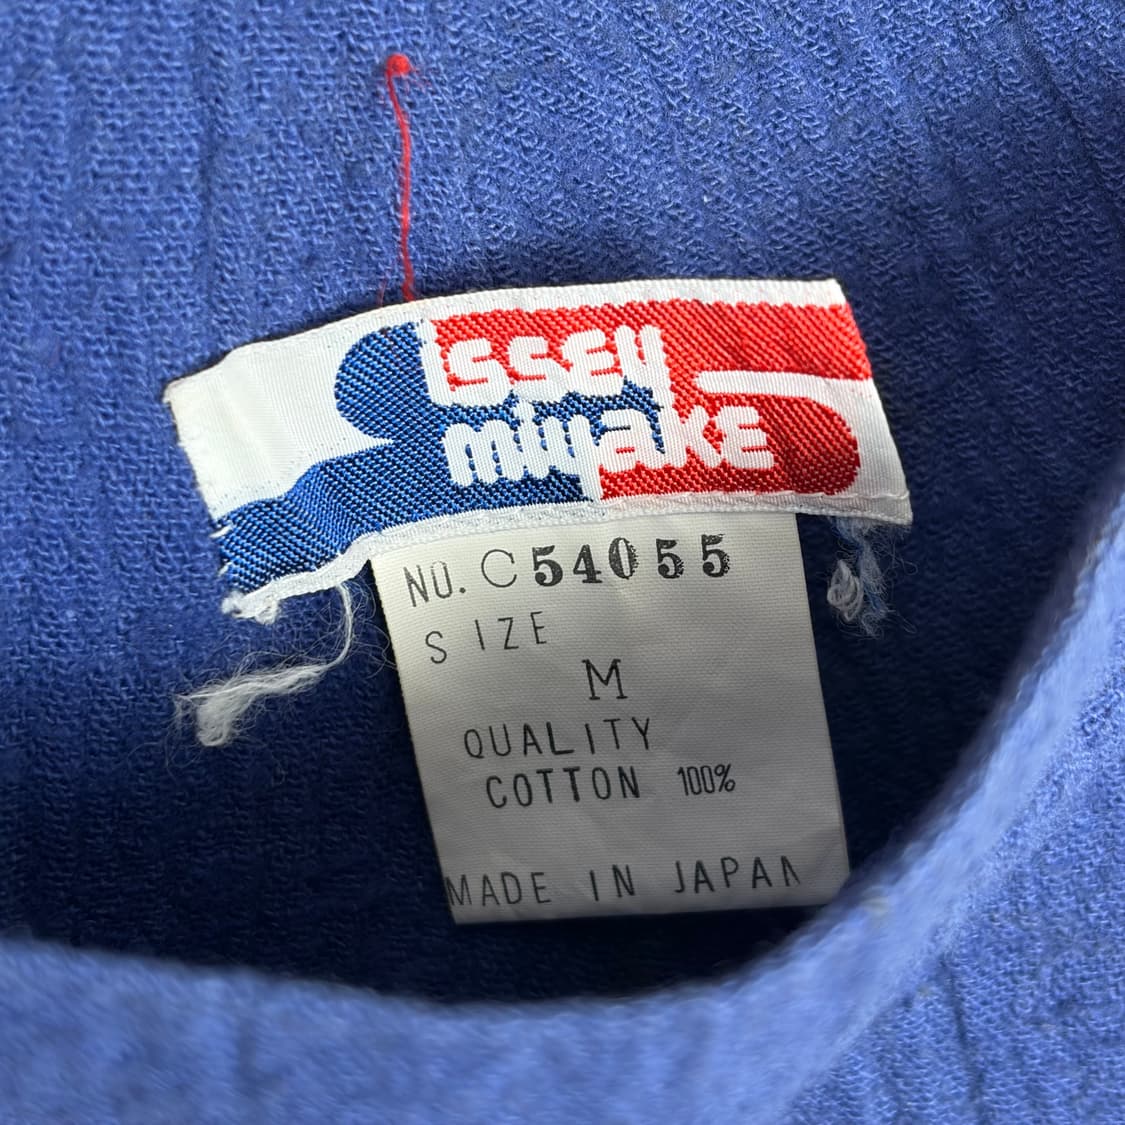 issey
miyake
NO. C54055
SIZE
M
QUALITY
COTTON 100%
MADE IN JAPAN